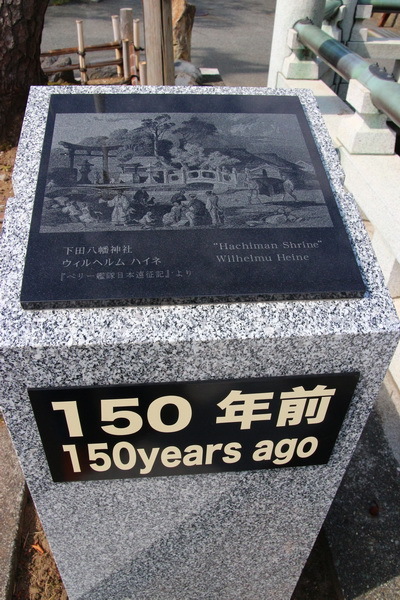 下田八幡神社
ウィルヘルム ハイネ
『ペリー艦隊日本遠征記』より
"Hachiman Shrine"
Wilhelmu Heine
150 年前
150years ago